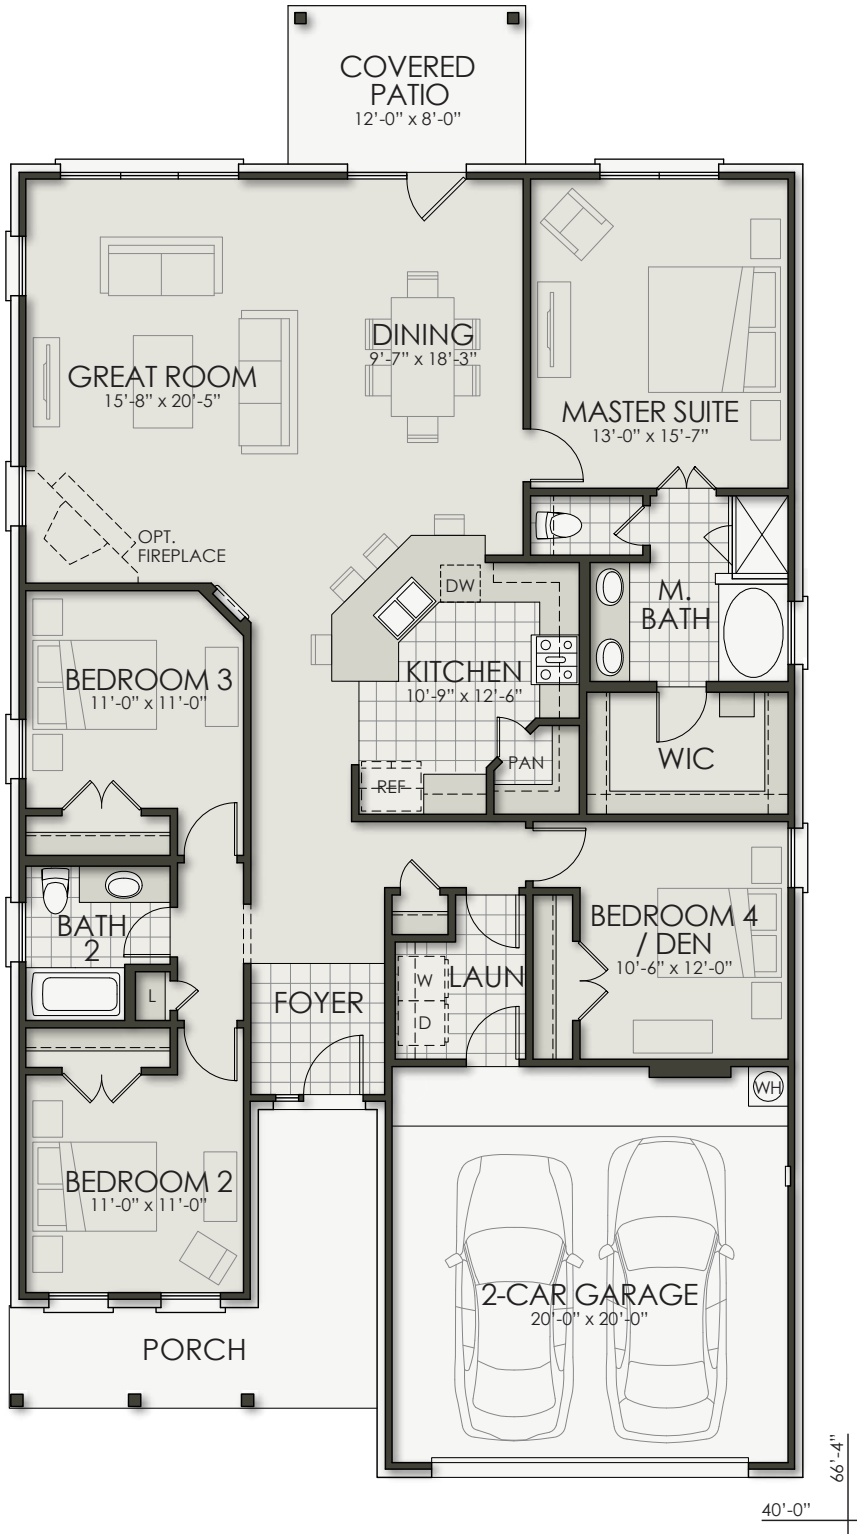 COVERED
PATIO
12'-0" x 8'-0"
DINING
9'-7" x 18'-3"
GREAT ROOM
15'-8" x 20'-5"
MASTER SUITE
13'-0" x 15'-7"
OPT.
FIREPLACE
DW
M.
BATH
KITCHEN
10'-9" x 12'-6"
BEDROOM 3
11'-0" x 11'-0"
PAN
WIC
REF
BEDROOM 4
/ DEN
10'-6" x 12'-0"
BATH
2
L
W
D
LAUN
FOYER
WH
BEDROOM 2
11'-0" x 11'-0"
2-CAR GARAGE
20'-0" x 20'-0"
PORCH
66'-4"
40'-0"